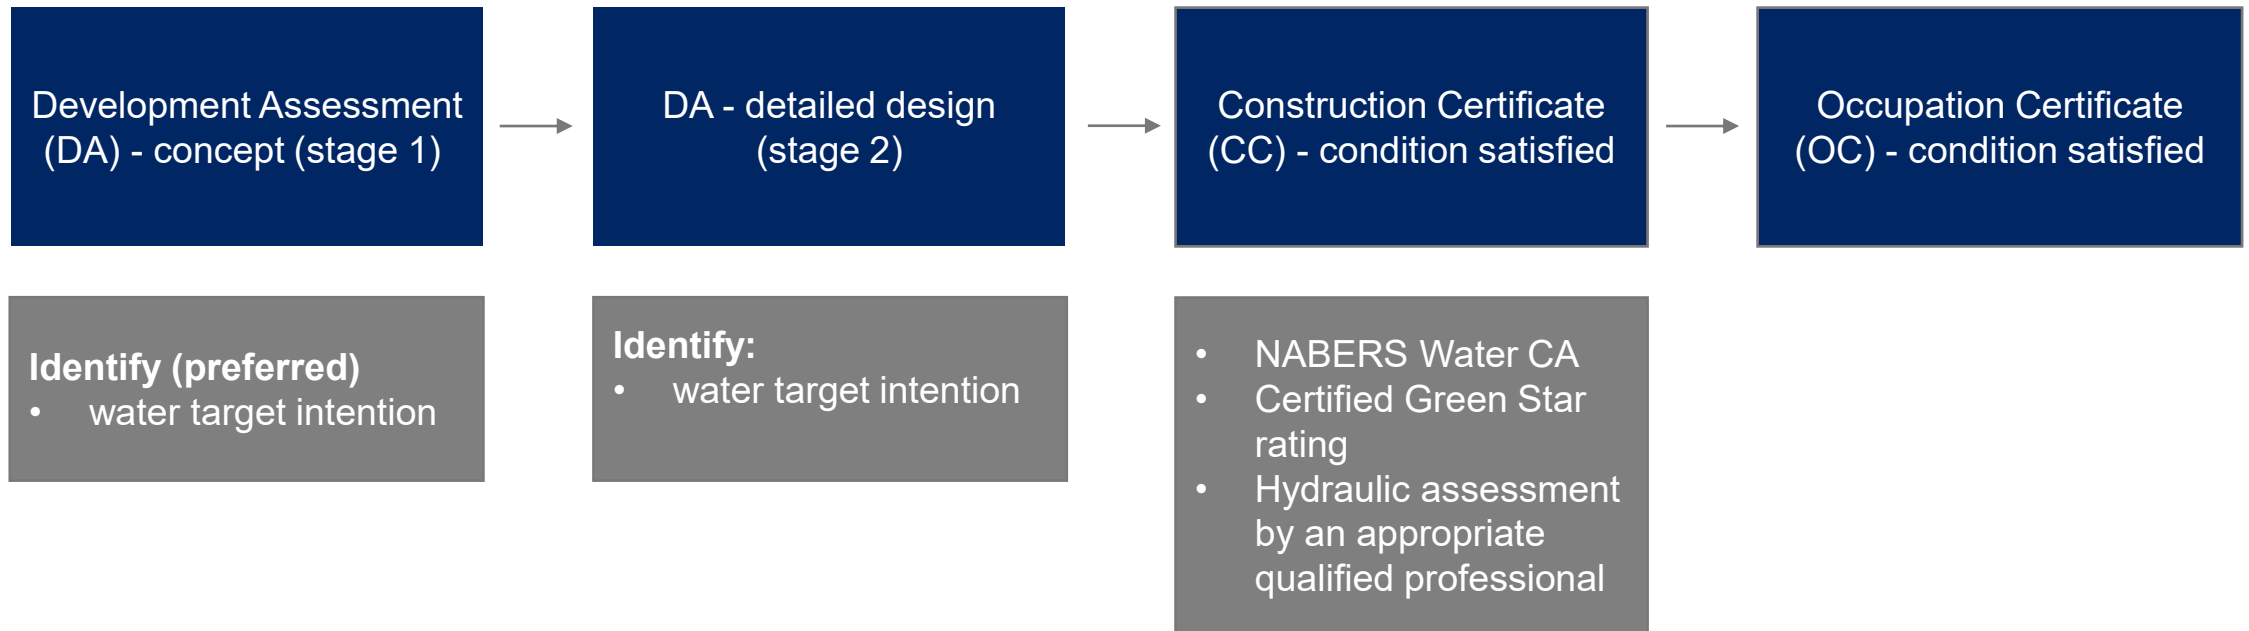 Development Assessment
(DA) - concept (stage 1)
DA - detailed design
(stage 2)
Construction Certificate
(CC) - condition satisfied
Occupation Certificate
(OC) - condition satisfied
Identify (preferred)
• water target intention
Identify:
• water target intention
• NABERS Water CA
• Certified Green Star
rating
• Hydraulic assessment
by an appropriate
qualified professional